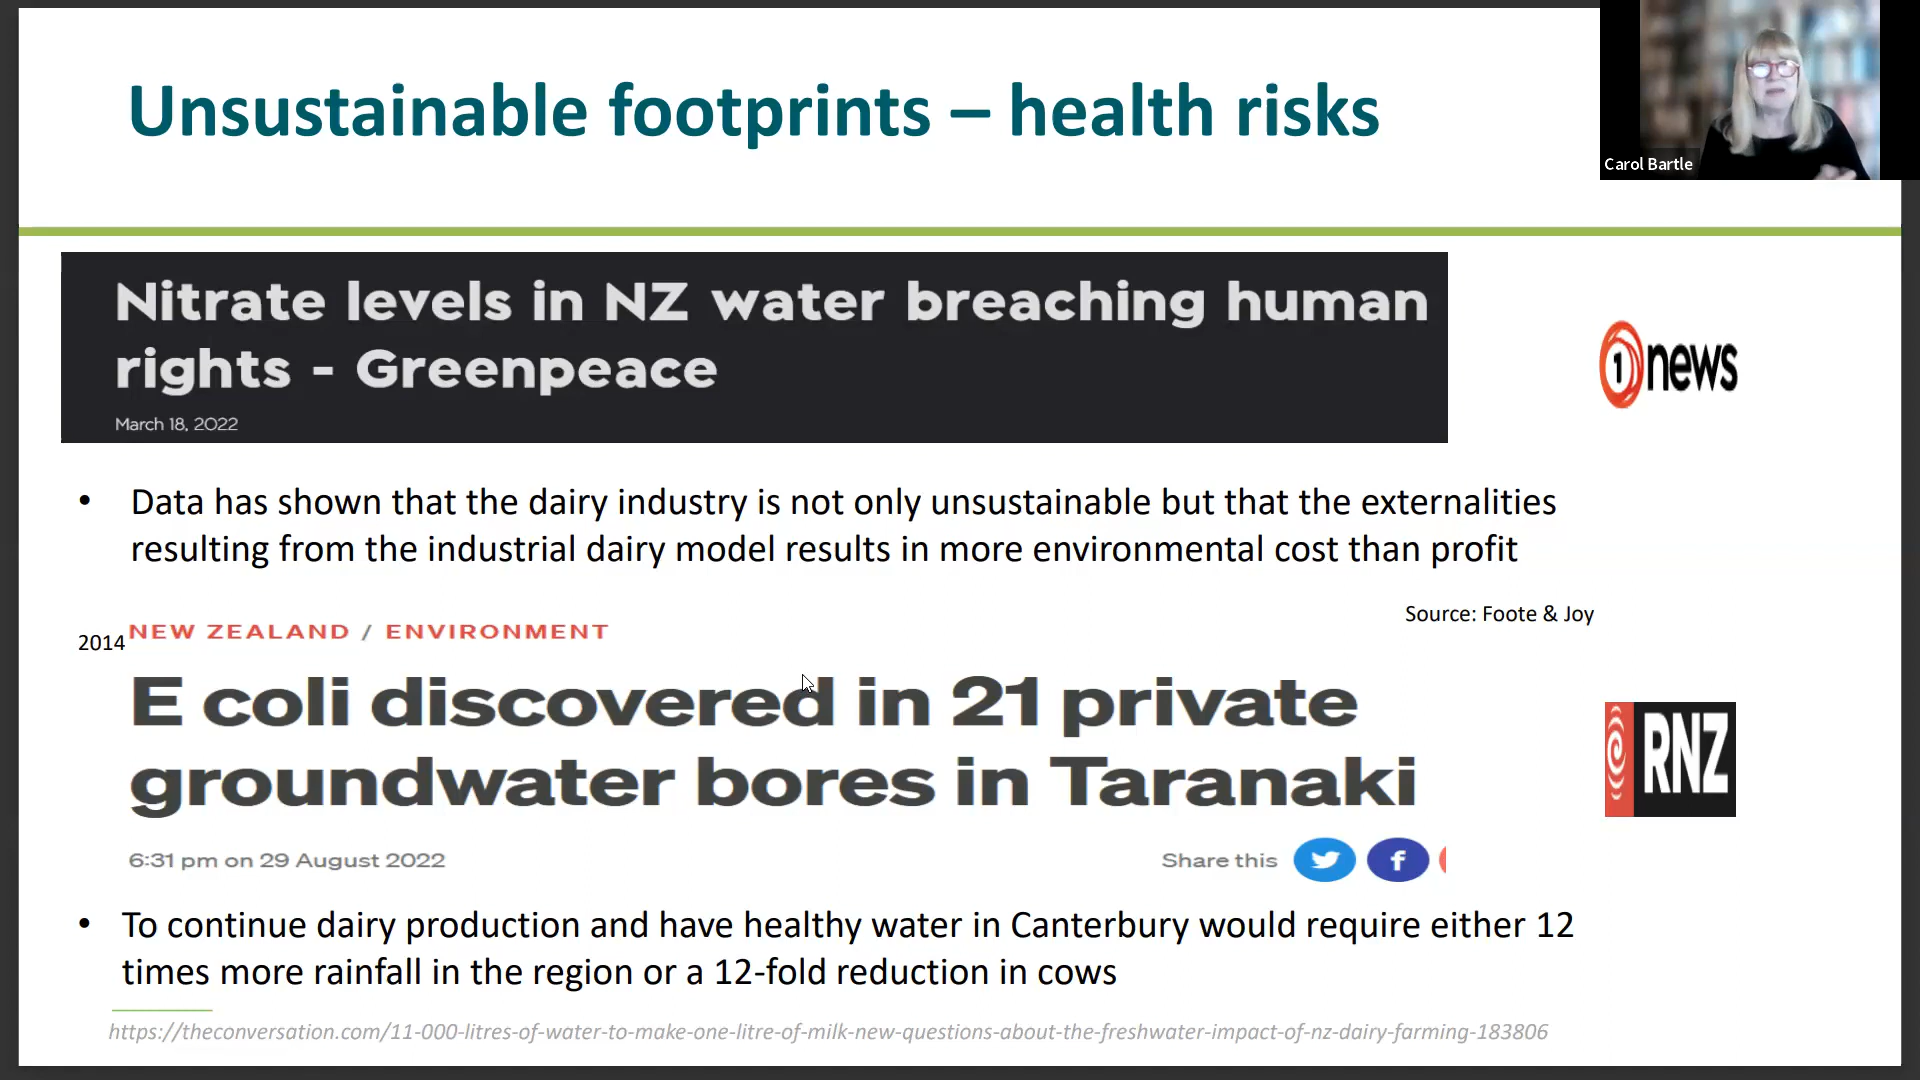 Unsustainable footprints – health risks
Carol Bartle
Nitrate levels in NZ water breaching human
rights - Greenpeace
March 18, 2022
1 news
• Data has shown that the dairy industry is not only unsustainable but that the externalities
resulting from the industrial dairy model results in more environmental cost than profit
Source: Foote & Joy
2014
NEW ZEALAND / ENVIRONMENT
E coli discovered in 21 private
groundwater bores in Taranaki
RNZ
6:31 pm on 29 August 2022
Share this
f
• To continue dairy production and have healthy water in Canterbury would require either 12
times more rainfall in the region or a 12-fold reduction in cows
https://theconversation.com/11-000-litres-of-water-to-make-one-litre-of-milk-new-questions-about-the-freshwater-impact-of-nz-dairy-farming-183806